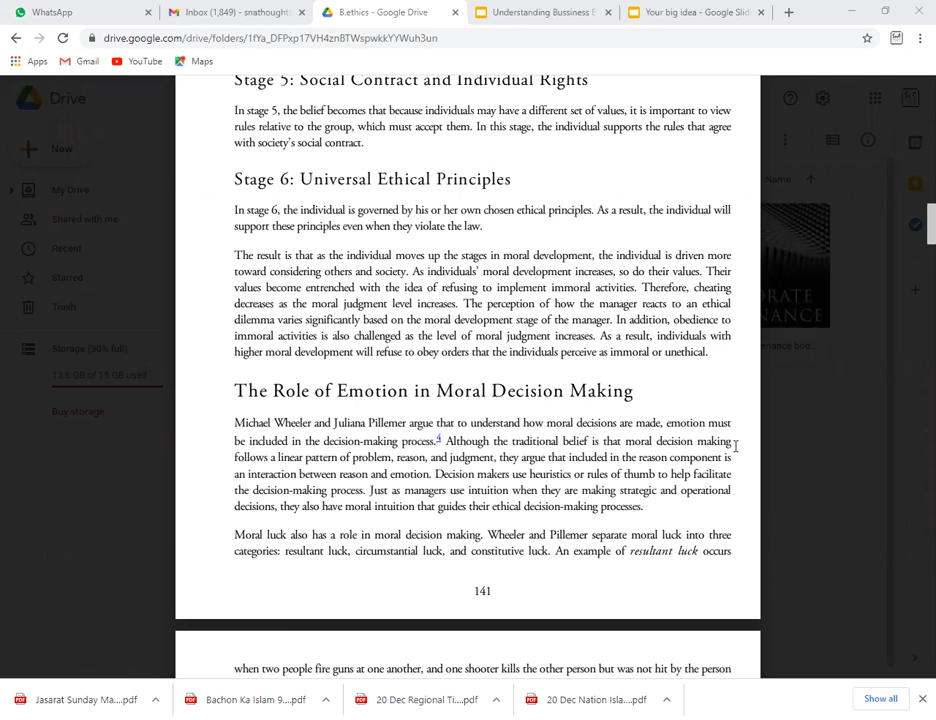 WhatsApp
Inbox (1,849) - snathought
B.ethics - Google Drive
Understanding Bussiness E
Your big idea - Google Slid
drive.google.com/drive/folders/1fYa_DFPxp17VH4znBTWspwkkYYWuh3un
Apps
Gmail
YouTube
Maps
Drive
New
My Drive
Shared with me
Recent
Starred
Trash
Storage (90% full)
13.6 GB of 15 GB used
Buy storage
Name
ORATE
NANCE
nance boo...
Stage 5: Social Contract and Individual Rights
In stage 5, the belief becomes that because individuals may have a different set of values, it is important to view
rules relative to the group, which must accept them. In this stage, the individual supports the rules that agree
with society's social contract.
Stage 6: Universal Ethical Principles
In stage 6, the individual is governed by his or her own chosen ethical principles. As a result, the individual will
support these principles even when they violate the law.
The result is that as the individual moves up the stages in moral development, the individual is driven more
toward considering others and society. As individuals' moral development increases, so do their values. Their
values become entrenched with the idea of refusing to implement immoral activities. Therefore, cheating
decreases as the moral judgment level increases. The perception of how the manager reacts to an ethical
dilemma varies significantly based on the moral development stage of the manager. In addition, obedience to
immoral activities is also challenged as the level of moral judgment increases. As a result, individuals with
higher moral development will refuse to obey orders that the individuals perceive as immoral or unethical.
The Role of Emotion in Moral Decision Making
Michael Wheeler and Juliana Pillemer argue that to understand how moral decisions are made, emotion must
be included in the decision-making process.4 Although the traditional belief is that moral decision making
follows a linear pattern of problem, reason, and judgment, they argue that included in the reason component is
an interaction between reason and emotion. Decision makers use heuristics or rules of thumb to help facilitate
the decision-making process. Just as managers use intuition when they are making strategic and operational
decisions, they also have moral intuition that guides their ethical decision-making processes.
Moral luck also has a role in moral decision making. Wheeler and Pillemer separate moral luck into three
categories: resultant luck, circumstantial luck, and constitutive luck. An example of resultant luck occurs
141
when two people fire guns at one another, and one shooter kills the other person but was not hit by the person
Jasarat Sunday Ma....pdf
Bachon Ka Islam 9....pdf
20 Dec Regional Ti....pdf
20 Dec Nation Isla....pdf
Show all